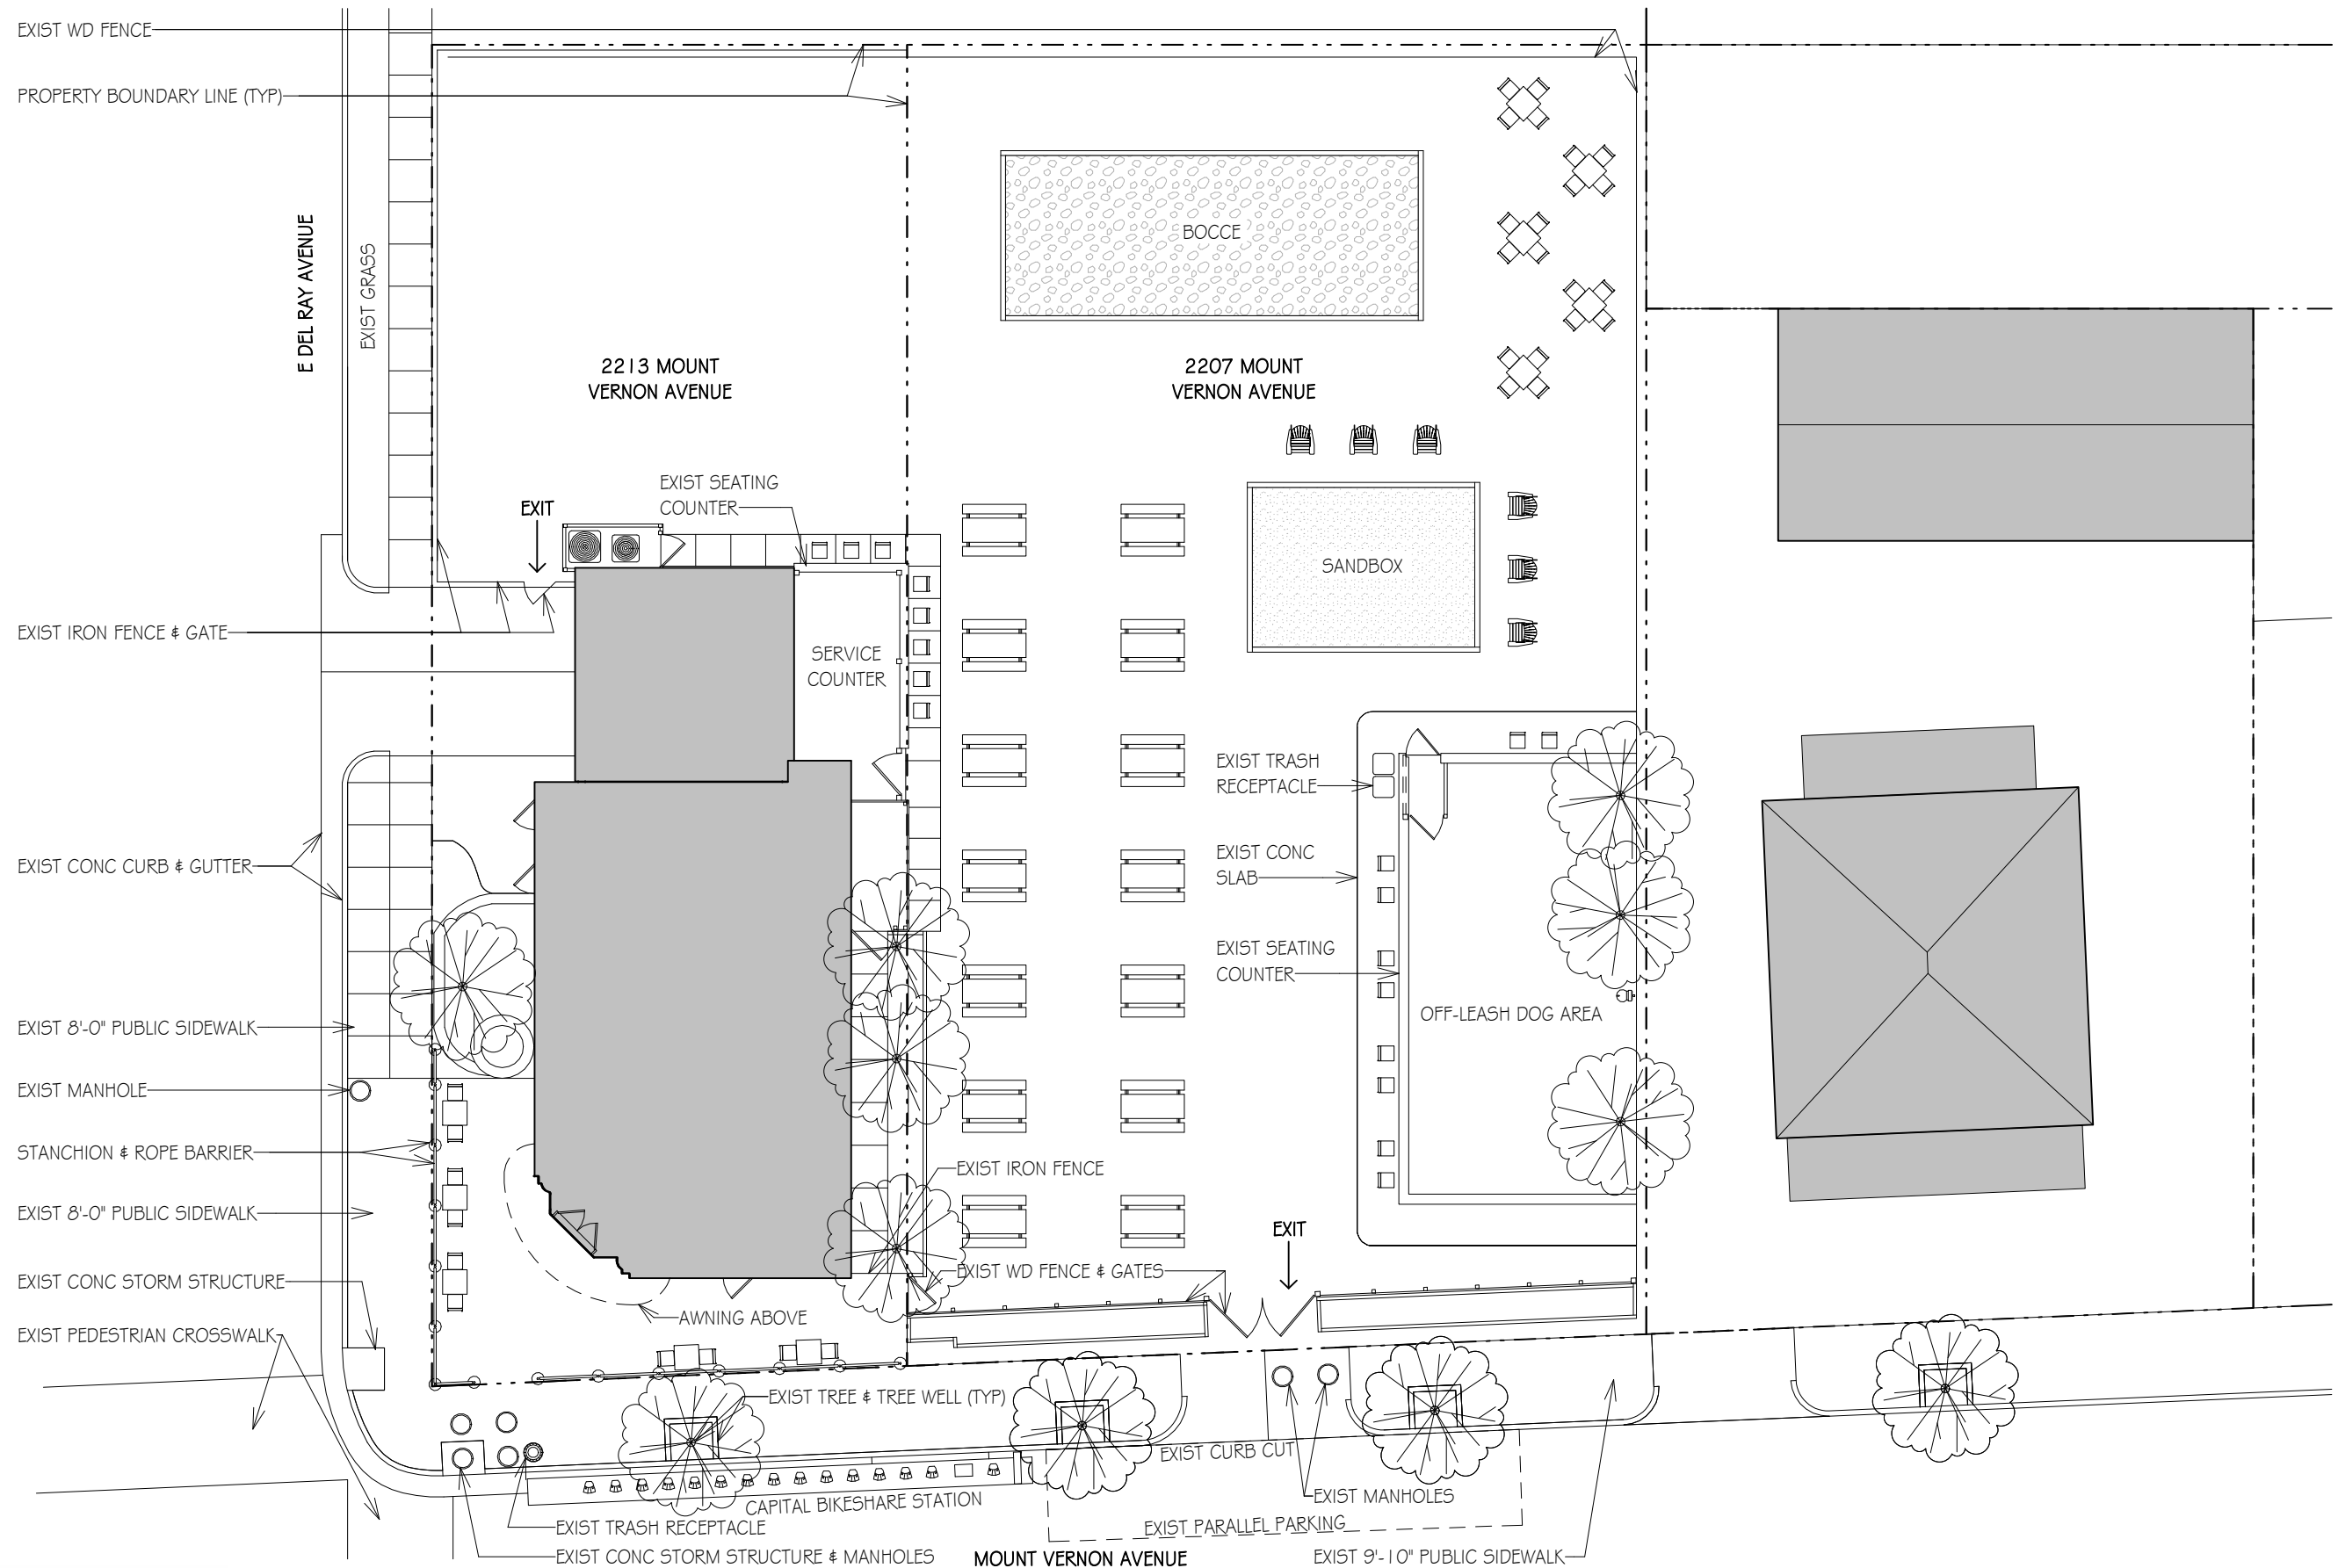 EXIST WD FENCE
PROPERTY BOUNDARY LINE (TYP)
E DEL RAY AVENUE
EXIST GRASS
BOCCE
2213 MOUNT
VERNON AVENUE
2207 MOUNT
VERNON AVENUE
EXIST SEATING
COUNTER
EXIT
SANDBOX
EXIST IRON FENCE & GATE
SERVICE
COUNTER
EXIST TRASH
RECEPTACLE
EXIST CONC CURB & GUTTER
EXIST CONC
SLAB
EXIST SEATING
COUNTER
OFF-LEASH DOG AREA
EXIST 8'-0" PUBLIC SIDEWALK
EXIST MANHOLE
STANCHION & ROPE BARRIER
EXIST IRON FENCE
EXIST 8'-0" PUBLIC SIDEWALK
EXIT
EXIST CONC STORM STRUCTURE
EXIST WD FENCE & GATES
AWNING ABOVE
EXIST PEDESTRIAN CROSSWALK
EXIST TREE & TREE WELL (TYP)
EXIST CURB CUT
CAPITAL BIKESHARE STATION
EXIST MANHOLES
EXIST TRASH RECEPTACLE
EXIST PARALLEL PARKING
EXIST CONC STORM STRUCTURE & MANHOLES
MOUNT VERNON AVENUE
EXIST 9'-10" PUBLIC SIDEWALK